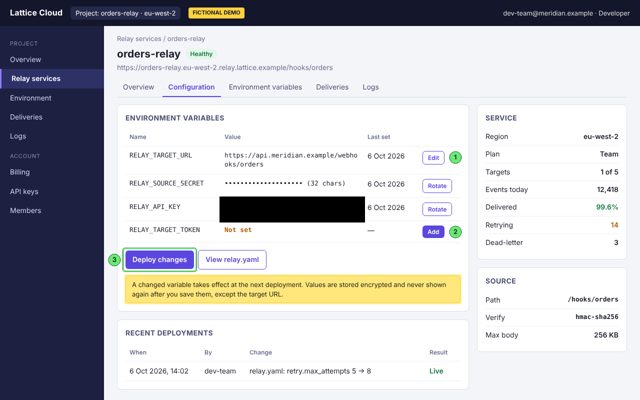 Lattice Cloud
Project: orders-relay · eu-west-2
FICTIONAL DEMO
dev-team@meridian.example · Developer
PROJECT
Overview
Relay services
Environment
Deliveries
Logs
ACCOUNT
Billing
API keys
Members
Relay services / orders-relay
orders-relay
Healthy
https://orders-relay.eu-west-2.relay.lattice.example/hooks/orders
Overview
Configuration
Environment variables
Deliveries
Logs
ENVIRONMENT VARIABLES
Name Value Last set
RELAY_TARGET_URL https://api.meridian.example/webho 6 Oct 2026 Edit 1
oks/orders
RELAY_SOURCE_SECRET •••••••••••••••••••• (32 chars) 6 Oct 2026 Rotate
RELAY_API_KEY 6 Oct 2026 Rotate
RELAY_TARGET_TOKEN Not set — Add 2
3 Deploy changes View relay.yaml
A changed variable takes effect at the next deployment. Values are stored encrypted and never shown
again after you save them, except the target URL.
RECENT DEPLOYMENTS
When By Change Result
6 Oct 2026, 14:02 dev-team relay.yaml: retry.max_attempts 5 → 8 Live
SERVICE
Region eu-west-2
Plan Team
Targets 1 of 5
Events today 12,418
Delivered 99.6%
Retrying 14
Dead-letter 3
SOURCE
Path /hooks/orders
Verify hmac-sha256
Max body 256 KB